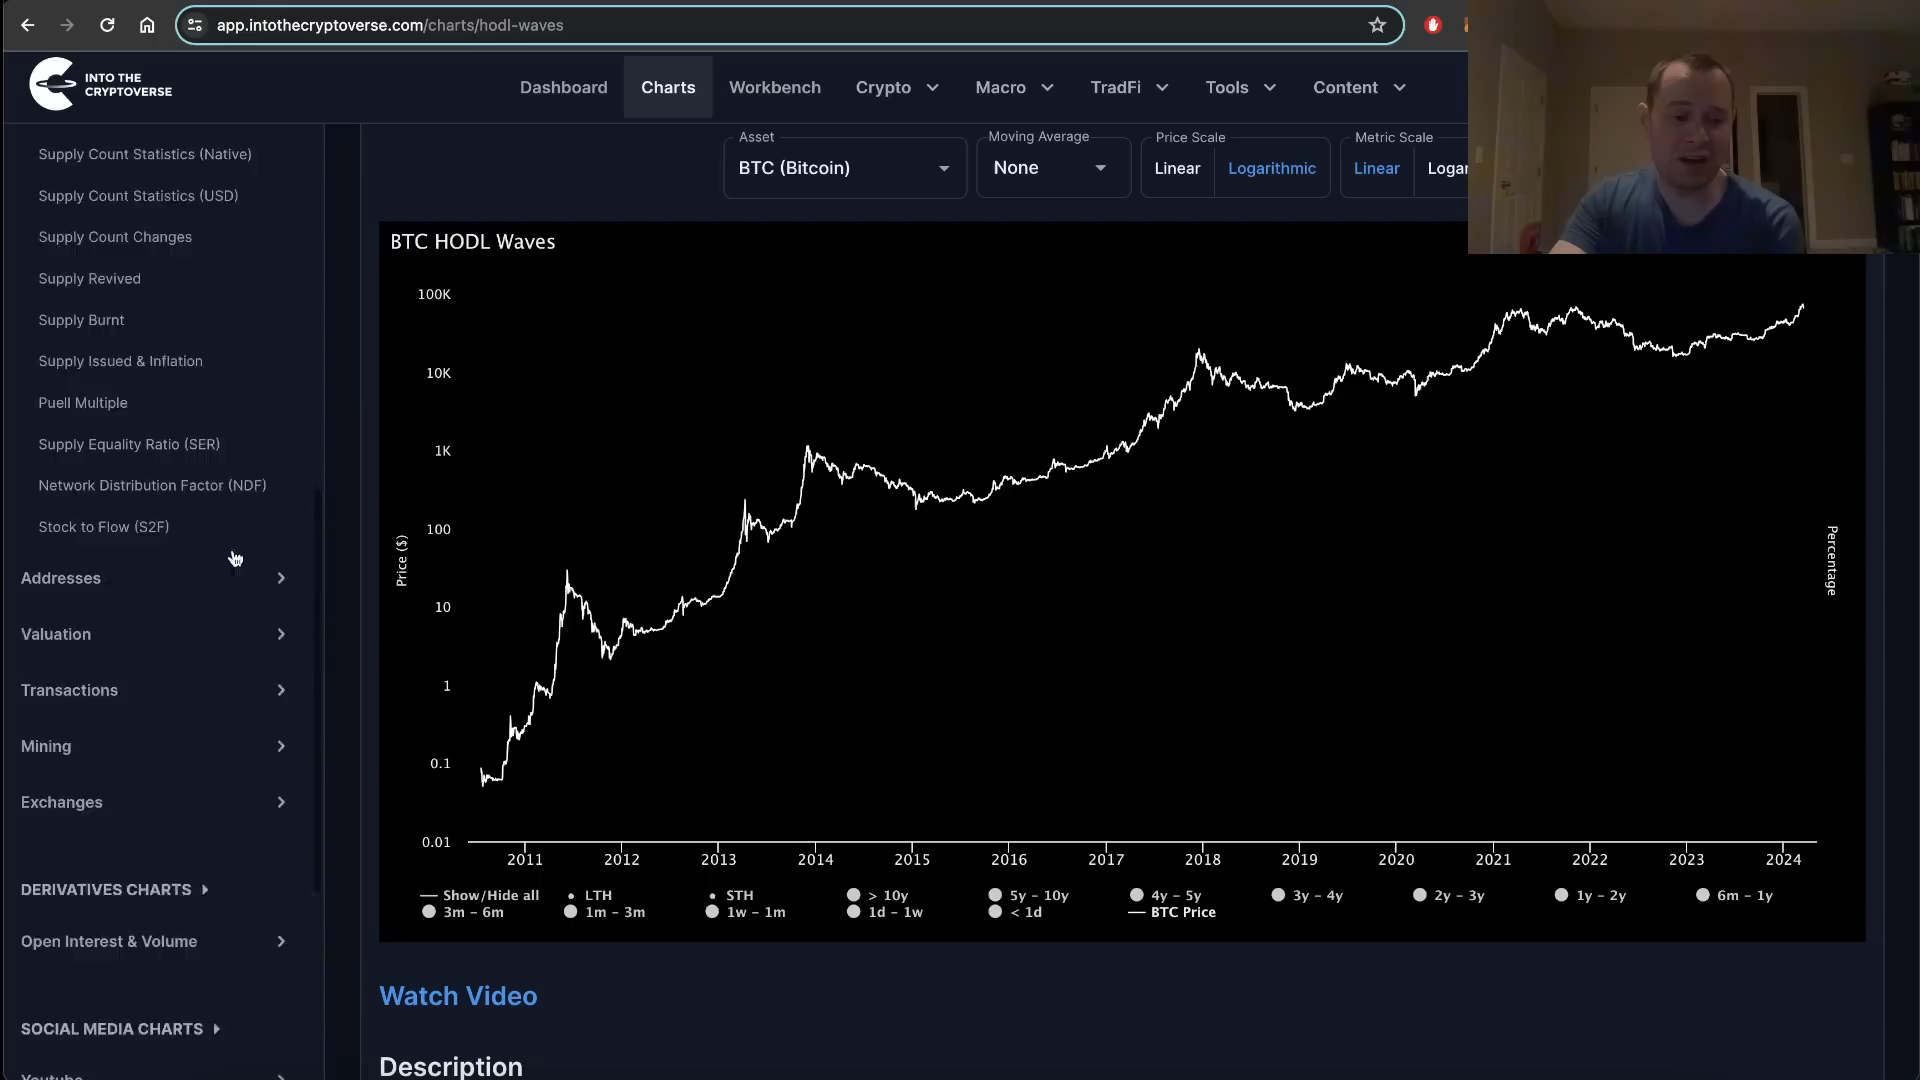 app.intothecryptoverse.com/charts/hodl-waves
INTO THE
CRYPTOVERSE
Dashboard
Charts
Workbench
Crypto
Macro
TradFi
Tools
Content
Supply Count Statistics (Native)
Supply Count Statistics (USD)
Supply Count Changes
Supply Revived
Supply Burnt
Supply Issued & Inflation
Puell Multiple
Supply Equality Ratio (SER)
Network Distribution Factor (NDF)
Stock to Flow (S2F)
Addresses
Valuation
Transactions
Mining
Exchanges
DERIVATIVES CHARTS
Open Interest & Volume
SOCIAL MEDIA CHARTS
Youtube
Asset
BTC (Bitcoin)
Moving Average
None
Price Scale
Linear
Logarithmic
Metric Scale
Linear
Logar
BTC HODL Waves
100K
10K
1K
100
10
1
0.1
0.01
Price ($)
Percentage
2011 2012 2013 2014 2015 2016 2017 2018 2019 2020 2021 2022 2023 2024
Show/Hide all LTH STH > 10y 5y – 10y 4y – 5y 3y – 4y 2y – 3y 1y – 2y 6m – 1y
3m – 6m 1m – 3m 1w – 1m 1d – 1w < 1d BTC Price
Watch Video
Description